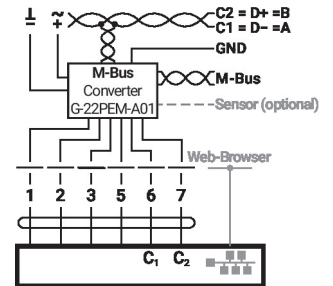 ⊥ ~ C2 = D+ =B
+ C1 = D− =A
GND
M-Bus
Converter
G-22PEM-A01
M-Bus
Sensor (optional)
Web-Browser
1 2 3 5 6 7
C1 C2